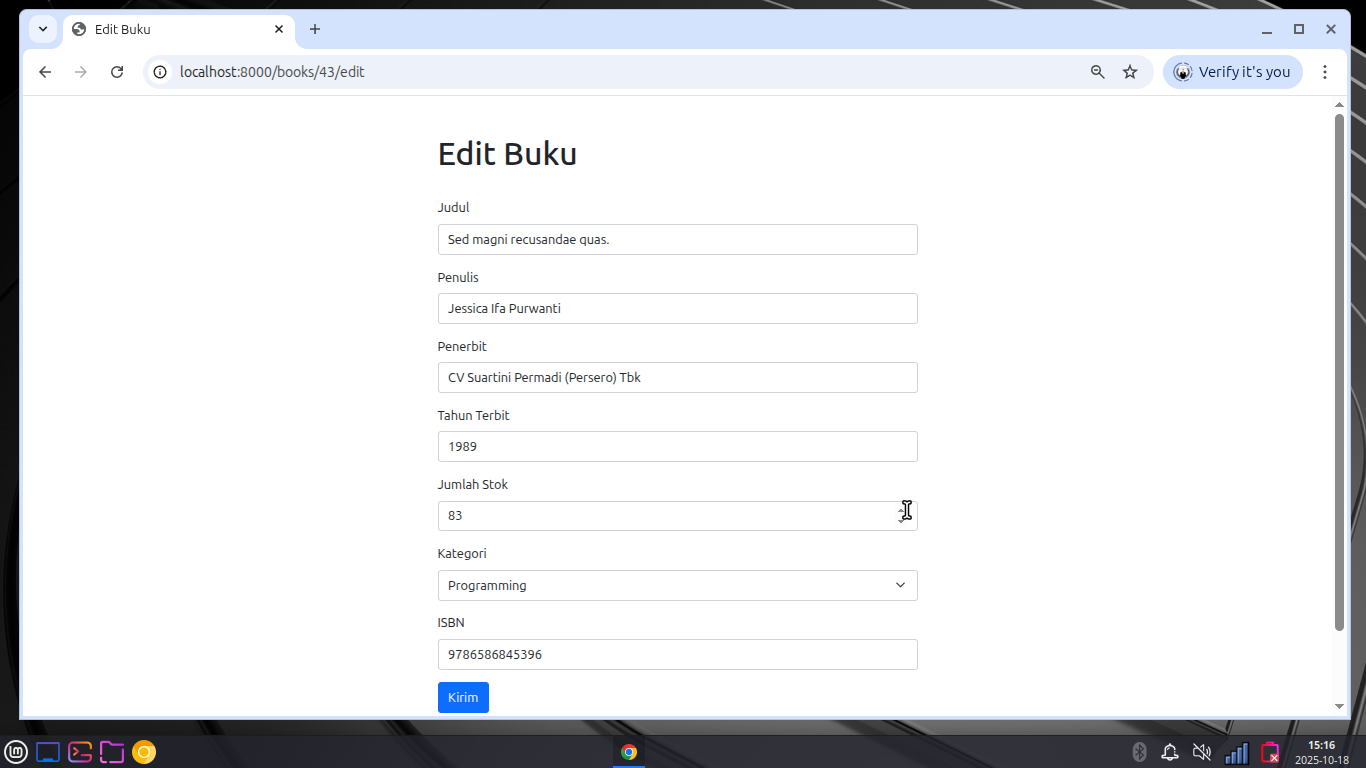 Edit Buku
localhost:8000/books/43/edit
Verify it's you
Edit Buku
Judul
Sed magni recusandae quas.
Penulis
Jessica Ifa Purwanti
Penerbit
CV Suartini Permadi (Persero) Tbk
Tahun Terbit
1989
Jumlah Stok
83
Kategori
Programming
ISBN
9786586845396
Kirim
15:16
2025-10-18